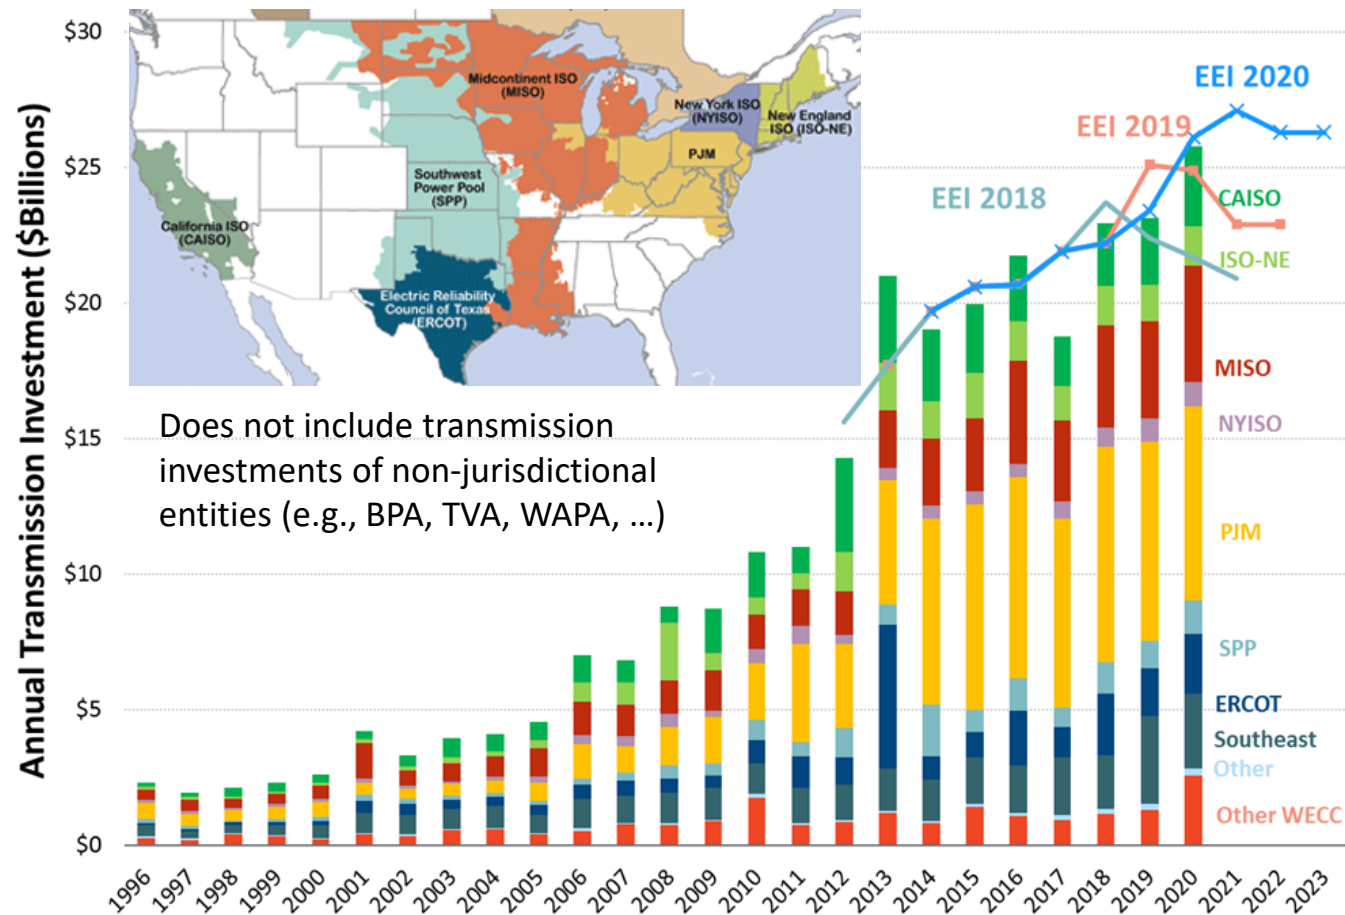 Annual Transmission Investment ($Billions)
$30
$25
$20
$15
$10
$5
$0
Midcontinent ISO
(MISO)
New York ISO
(NYISO)
New England
ISO (ISO-NE)
PJM
Southwest
Power Pool
(SPP)
California ISO
(CAISO)
Electric Reliability
Council of Texas
(ERCOT)
Does not include transmission
investments of non-jurisdictional
entities (e.g., BPA, TVA, WAPA, …)
EEI 2020
EEI 2019
EEI 2018
CAISO
ISO-NE
MISO
NYISO
PJM
SPP
ERCOT
Southeast
Other
Other WECC
1996
1997
1998
1999
2000
2001
2002
2003
2004
2005
2006
2007
2008
2009
2010
2011
2012
2013
2014
2015
2016
2017
2018
2019
2020
2021
2022
2023